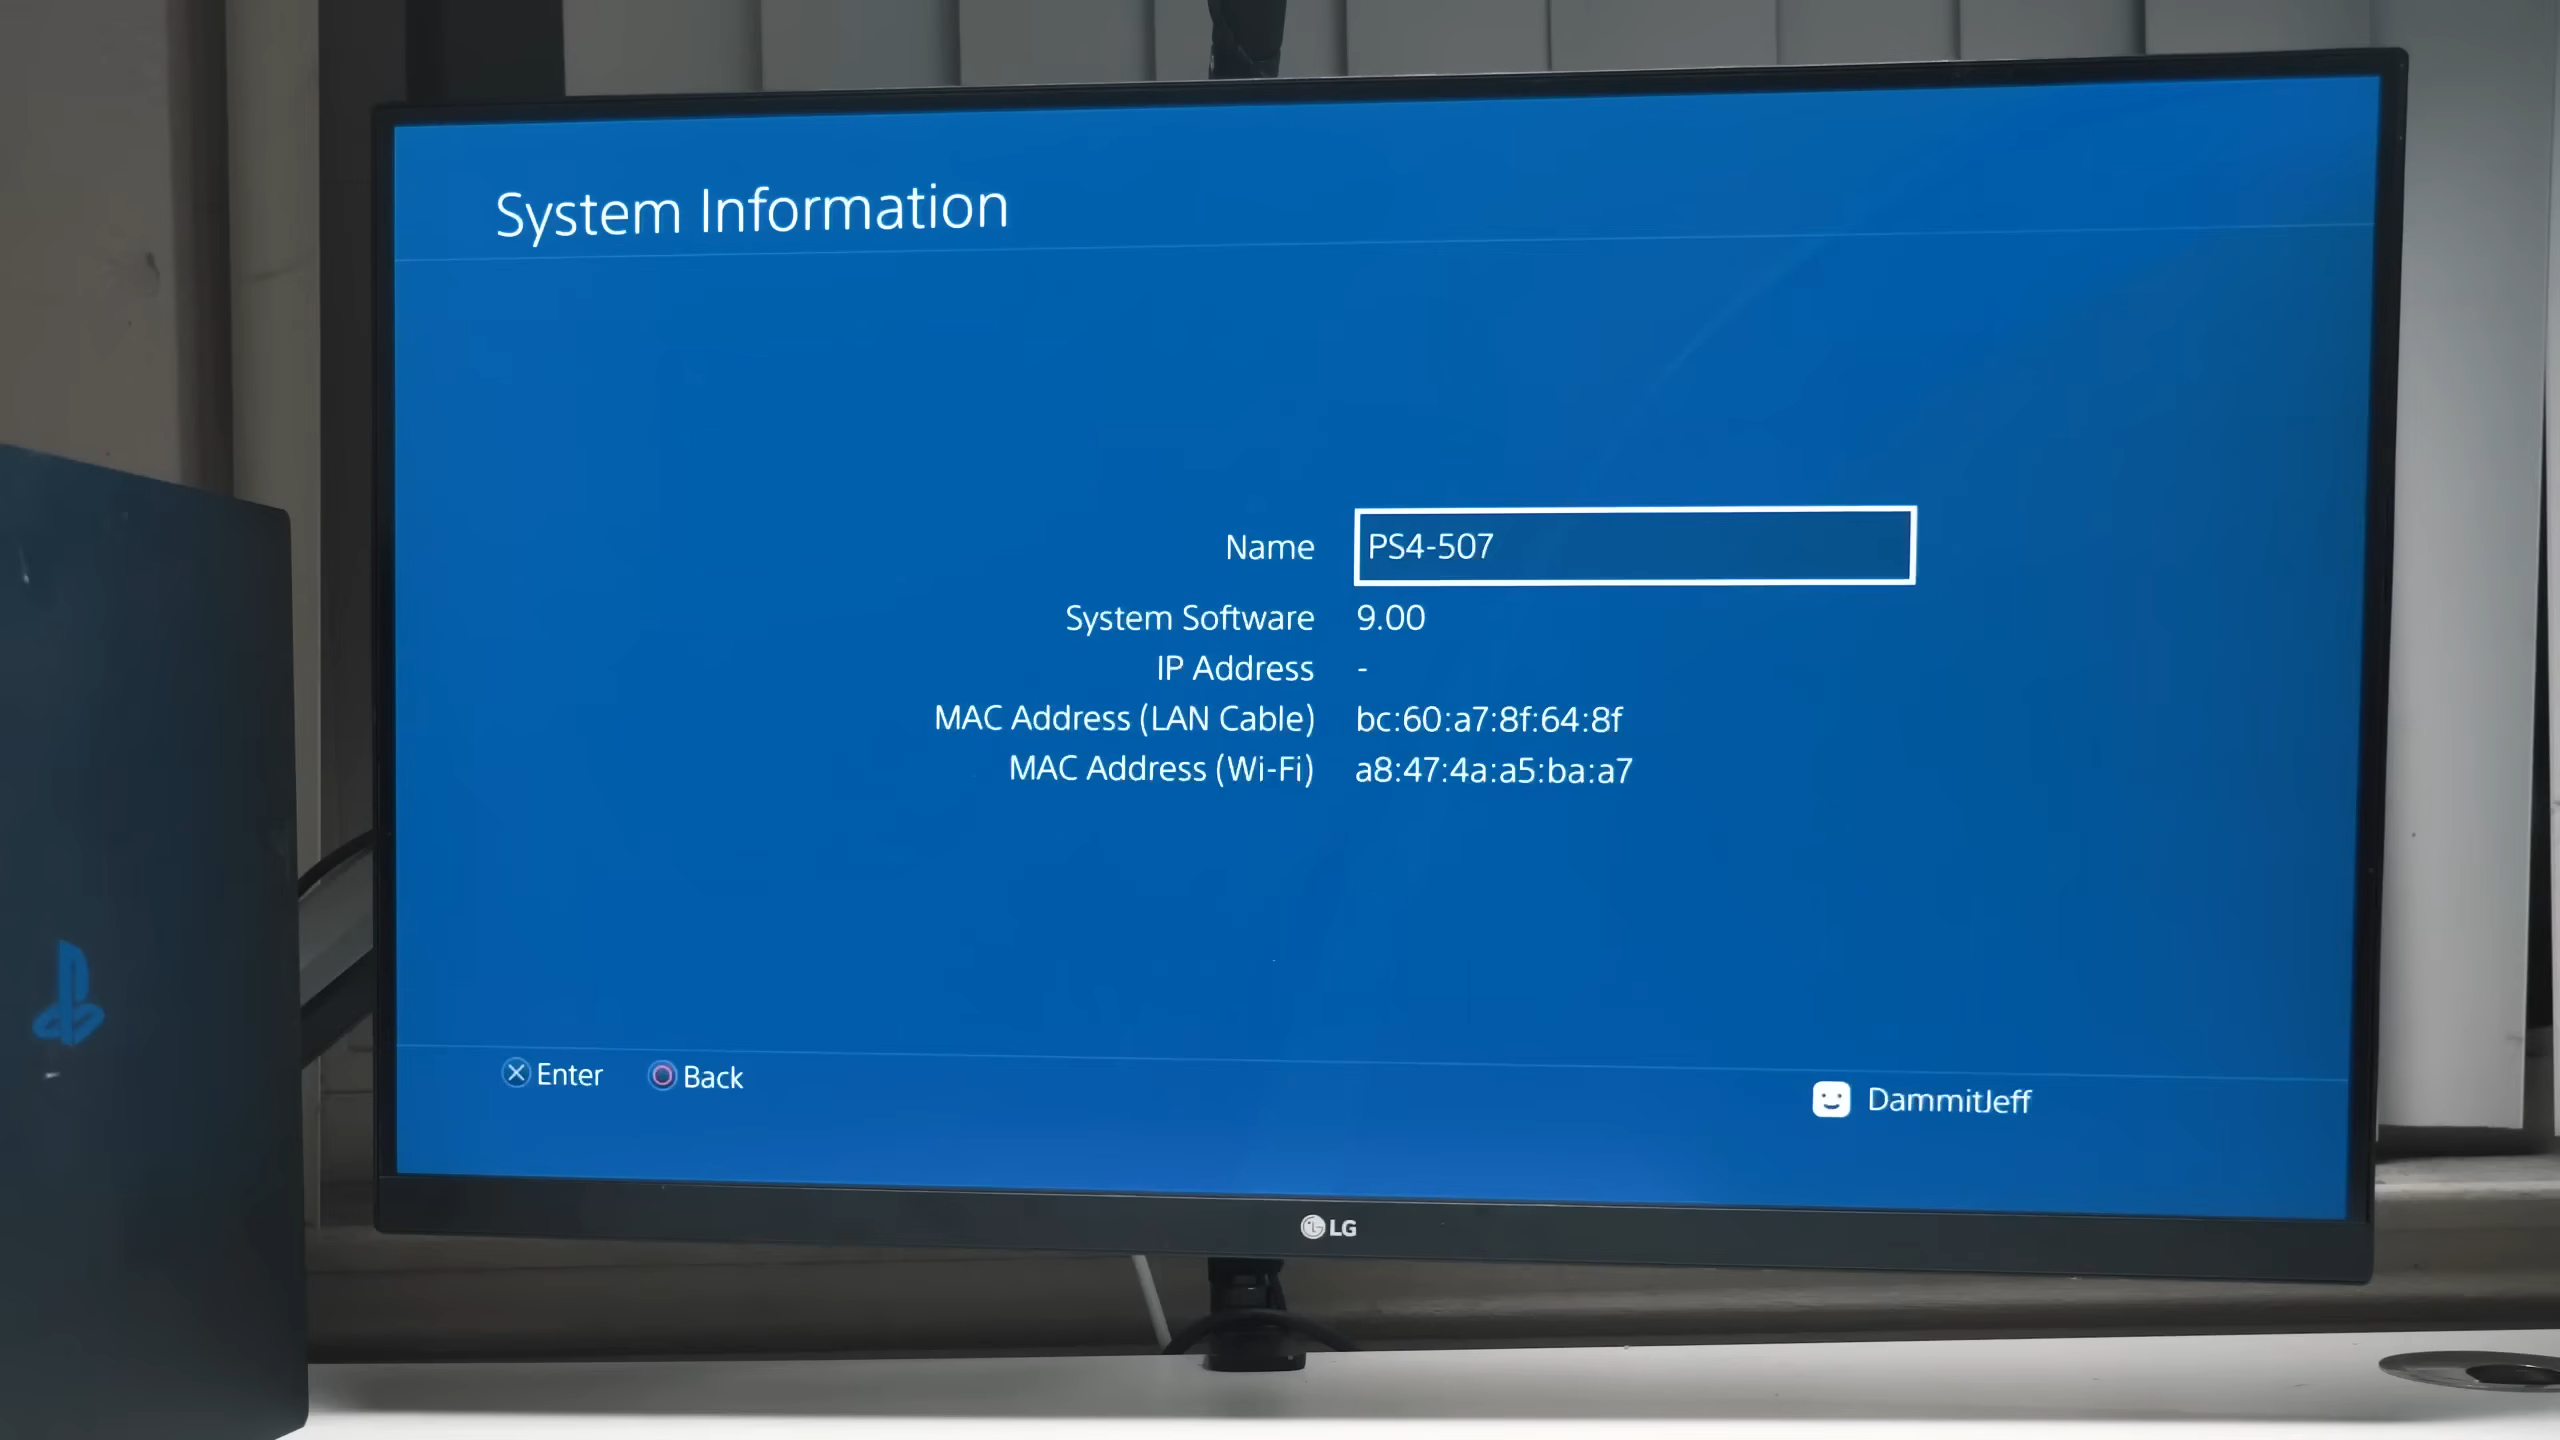 System Information
Name PS4-507
System Software 9.00
IP Address -
MAC Address (LAN Cable) bc:60:a7:8f:64:8f
MAC Address (Wi-Fi) a8:47:4a:a5:ba:a7
Enter Back
DammitJeff
LG